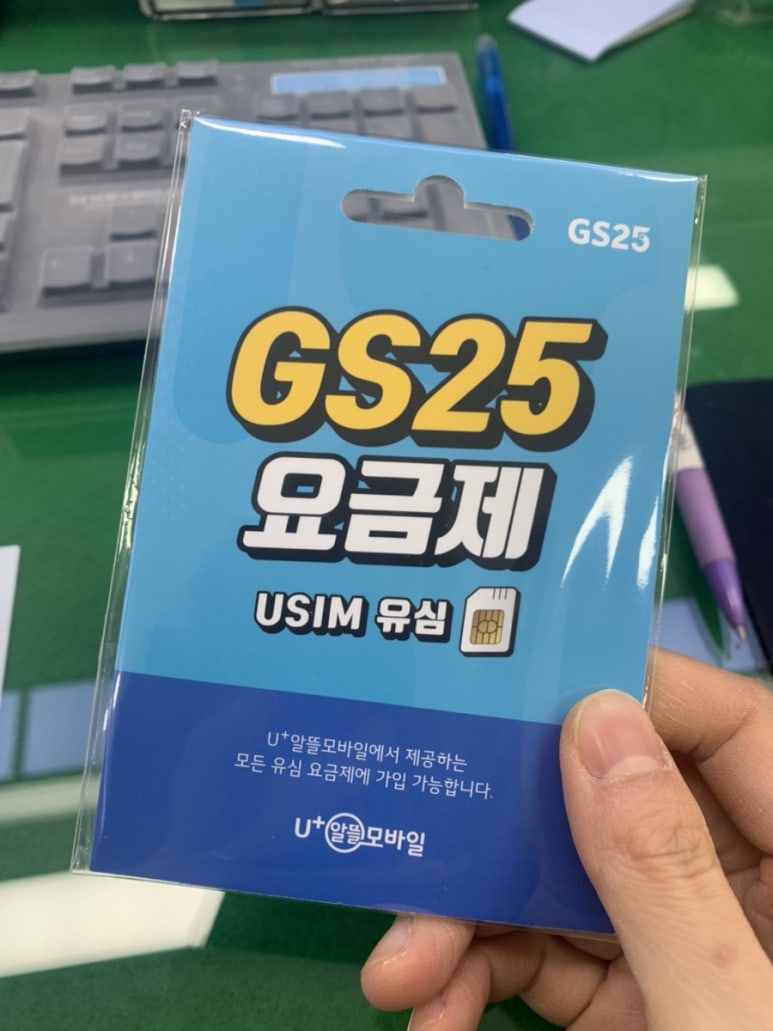 GS25
GS25
요금제
USIM 유심
U+알뜰모바일에서 제공하는
모든 유심 요금제에 가입 가능합니다.
U+알뜰모바일